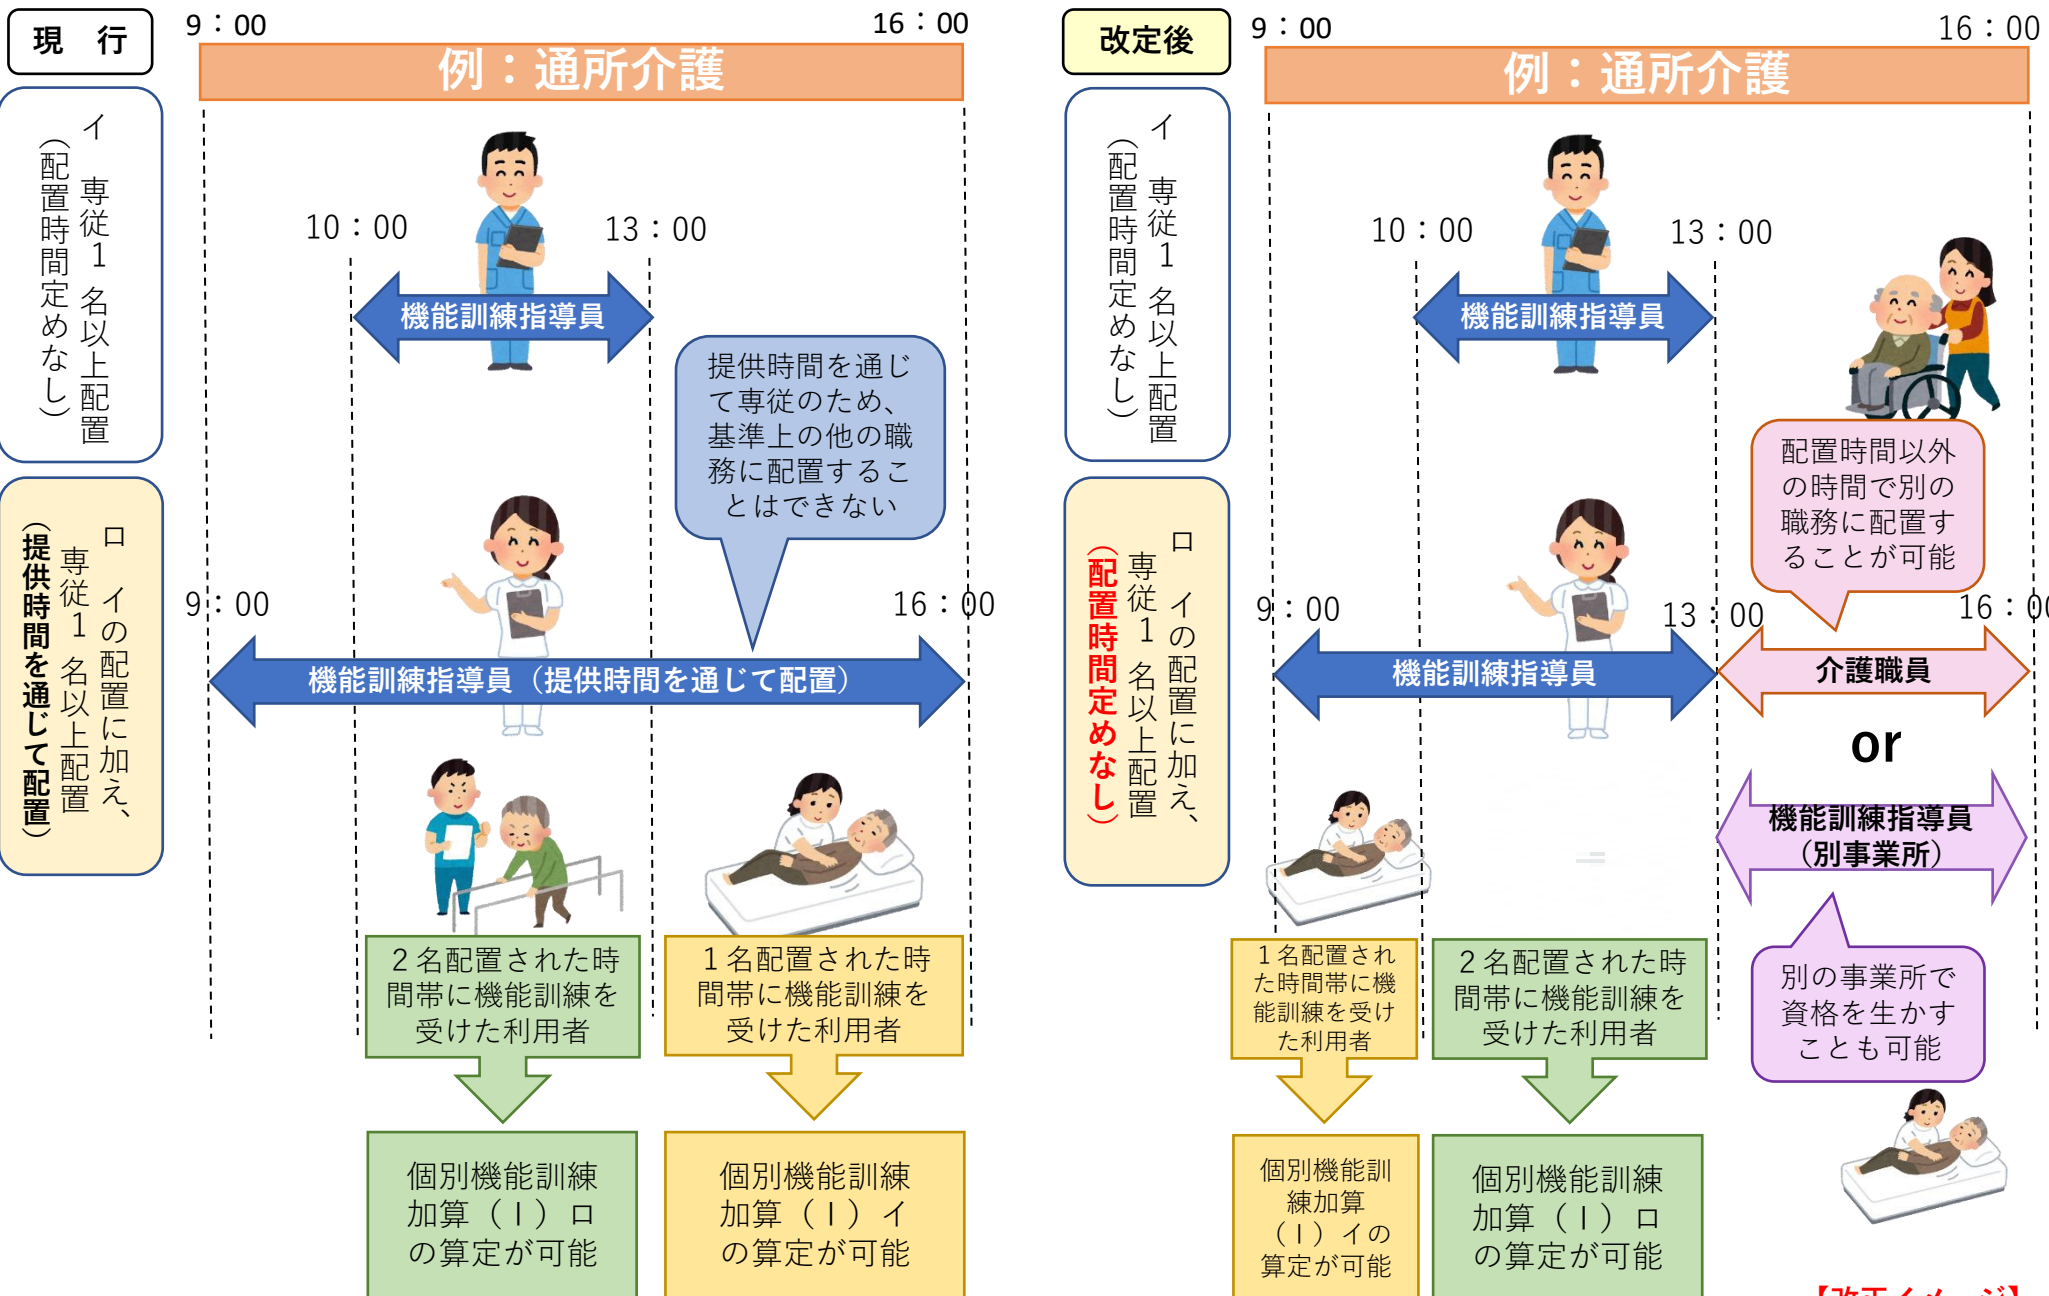 現　行
9：00
16：00
例：通所介護
イ　専従１名以上配置
（配置時間定めなし）
10：00
13：00
機能訓練指導員
提供時間を通じ
て専従のため、
基準上の他の職
務に配置するこ
とはできない
ロ　イの配置に加え、
専従１名以上配置
（提供時間を通じて配置）
9：00
16：00
機能訓練指導員（提供時間を通じて配置）
２名配置された時
間帯に機能訓練を
受けた利用者
１名配置された時
間帯に機能訓練を
受けた利用者
個別機能訓練
加算（Ⅰ）ロ
の算定が可能
個別機能訓練
加算（Ⅰ）イ
の算定が可能
改定後
9：00
16：00
例：通所介護
イ　専従１名以上配置
（配置時間定めなし）
10：00
13：00
機能訓練指導員
配置時間以外
の時間で別の
職務に配置す
ることが可能
ロ　イの配置に加え、
専従１名以上配置
（配置時間定めなし）
9：00
13：00
16：00
機能訓練指導員
介護職員
or
機能訓練指導員
（別事業所）
別の事業所で
資格を生かす
ことも可能
１名配置され
た時間帯に機
能訓練を受け
た利用者
２名配置された時
間帯に機能訓練を
受けた利用者
個別機能訓
練加算
（Ⅰ）イの
算定が可能
個別機能訓練
加算（Ⅰ）ロ
の算定が可能
【改正イメージ】